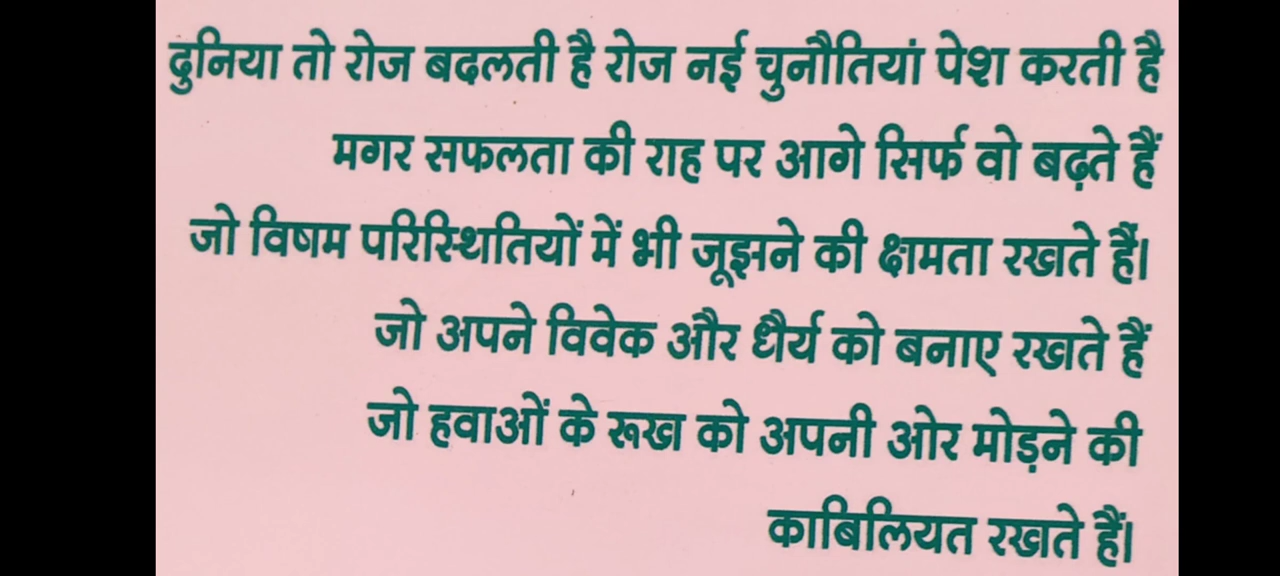 दुनिया तो रोज बदलती है रोज नई चुनौतियां पेश करती है
मगर सफलता की राह पर आगे सिर्फ वो बढ़ते हैं
जो विषम परिस्थितियों में भी जूझने की क्षमता रखते हैं।
जो अपने विवेक और धैर्य को बनाए रखते हैं
जो हवाओं के रूख को अपनी ओर मोड़ने की
काबिलियत रखते हैं।